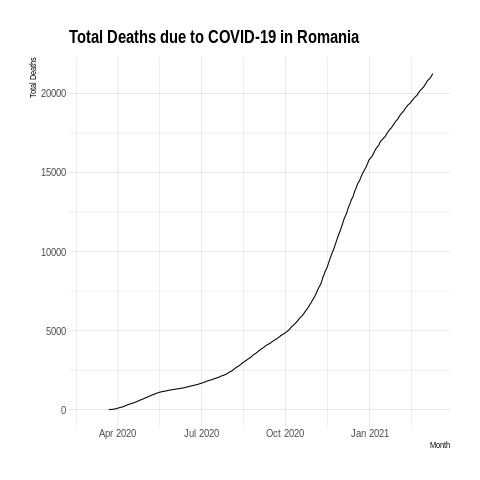 Total Deaths due to COVID-19 in Romania
Total Deaths
20000
15000
10000
5000
0
Apr 2020 Jul 2020 Oct 2020 Jan 2021
Month